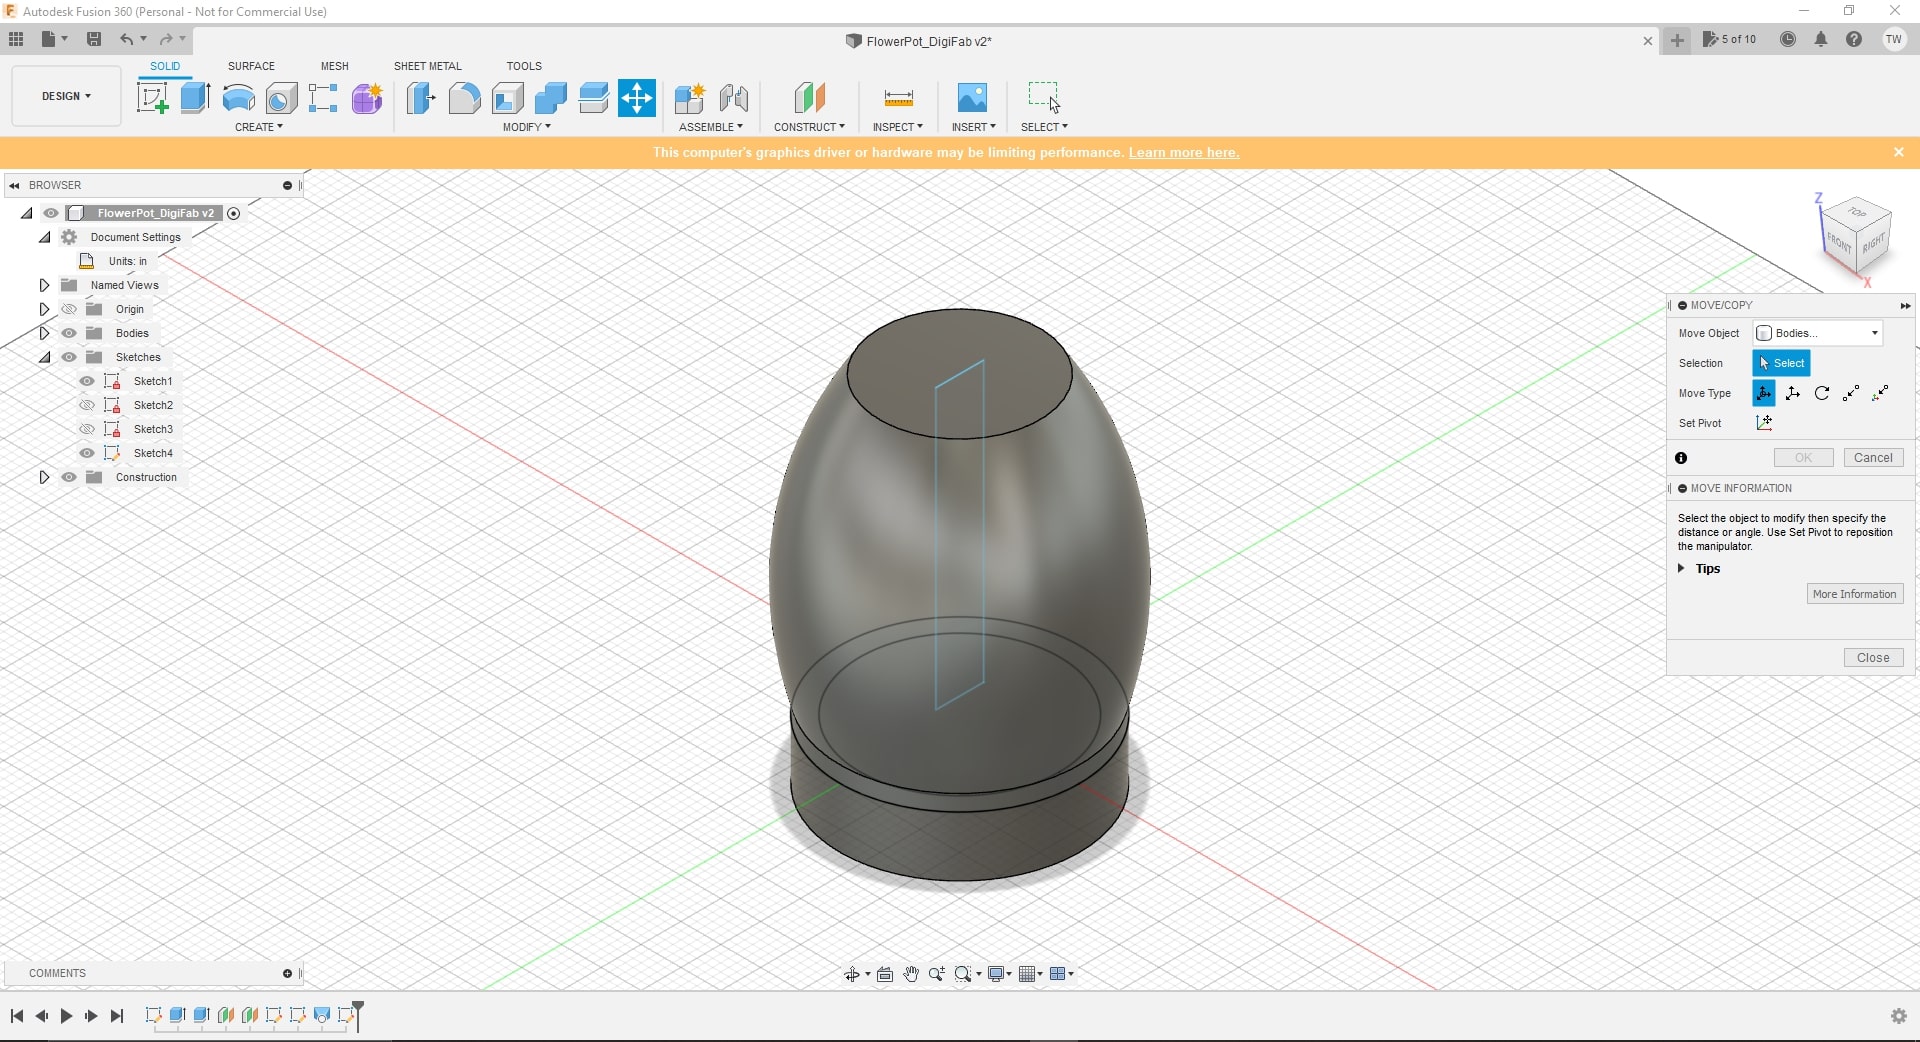 Autodesk Fusion 360 (Personal - Not for Commercial Use)
FlowerPot_DigiFab v2*
5 of 10
TW
DESIGN
SOLID
SURFACE
MESH
SHEET METAL
TOOLS
CREATE
MODIFY
ASSEMBLE
CONSTRUCT
INSPECT
INSERT
SELECT
This computer's graphics driver or hardware may be limiting performance. Learn more here.
BROWSER
FlowerPot_DigiFab v2
Document Settings
Units: in
Named Views
Origin
Bodies
Sketches
Sketch1
Sketch2
Sketch3
Sketch4
Construction
Z
TOP
FRONT
RIGHT
X
MOVE/COPY
Move Object
Bodies...
Selection
Select
Move Type
Set Pivot
OK
Cancel
MOVE INFORMATION
Select the object to modify then specify the
distance or angle. Use Set Pivot to reposition
the manipulator.
Tips
More Information
Close
COMMENTS